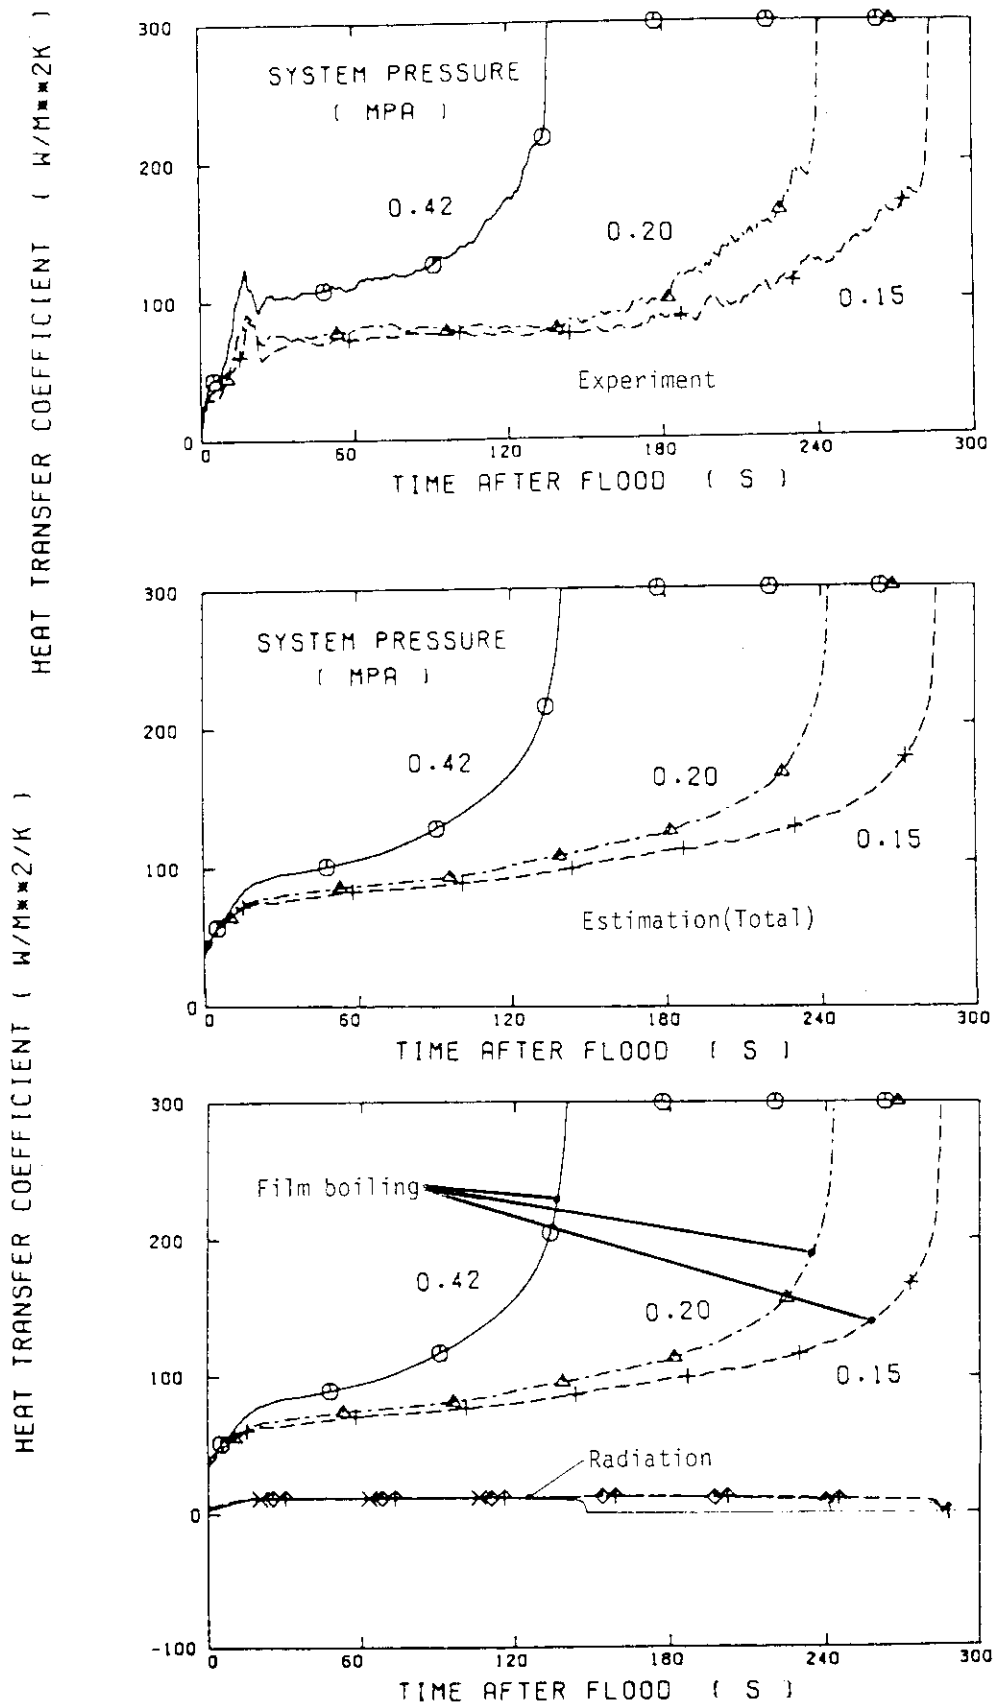 HEAT TRANSFER COEFFICIENT ( W/M**2K )
300
200
100
0
SYSTEM PRESSURE
( MPA )
0.42
0.20
0.15
Experiment
0 60 120 180 240 300
TIME AFTER FLOOD ( S )
HEAT TRANSFER COEFFICIENT ( W/M**2/K )
300
200
100
0
SYSTEM PRESSURE
( MPA )
0.42
0.20
0.15
Estimation(Total)
0 60 120 180 240 300
TIME AFTER FLOOD ( S )
300
200
100
0
-100
Film boiling
0.42
0.20
0.15
Radiation
0 60 120 180 240 300
TIME AFTER FLOOD ( S )